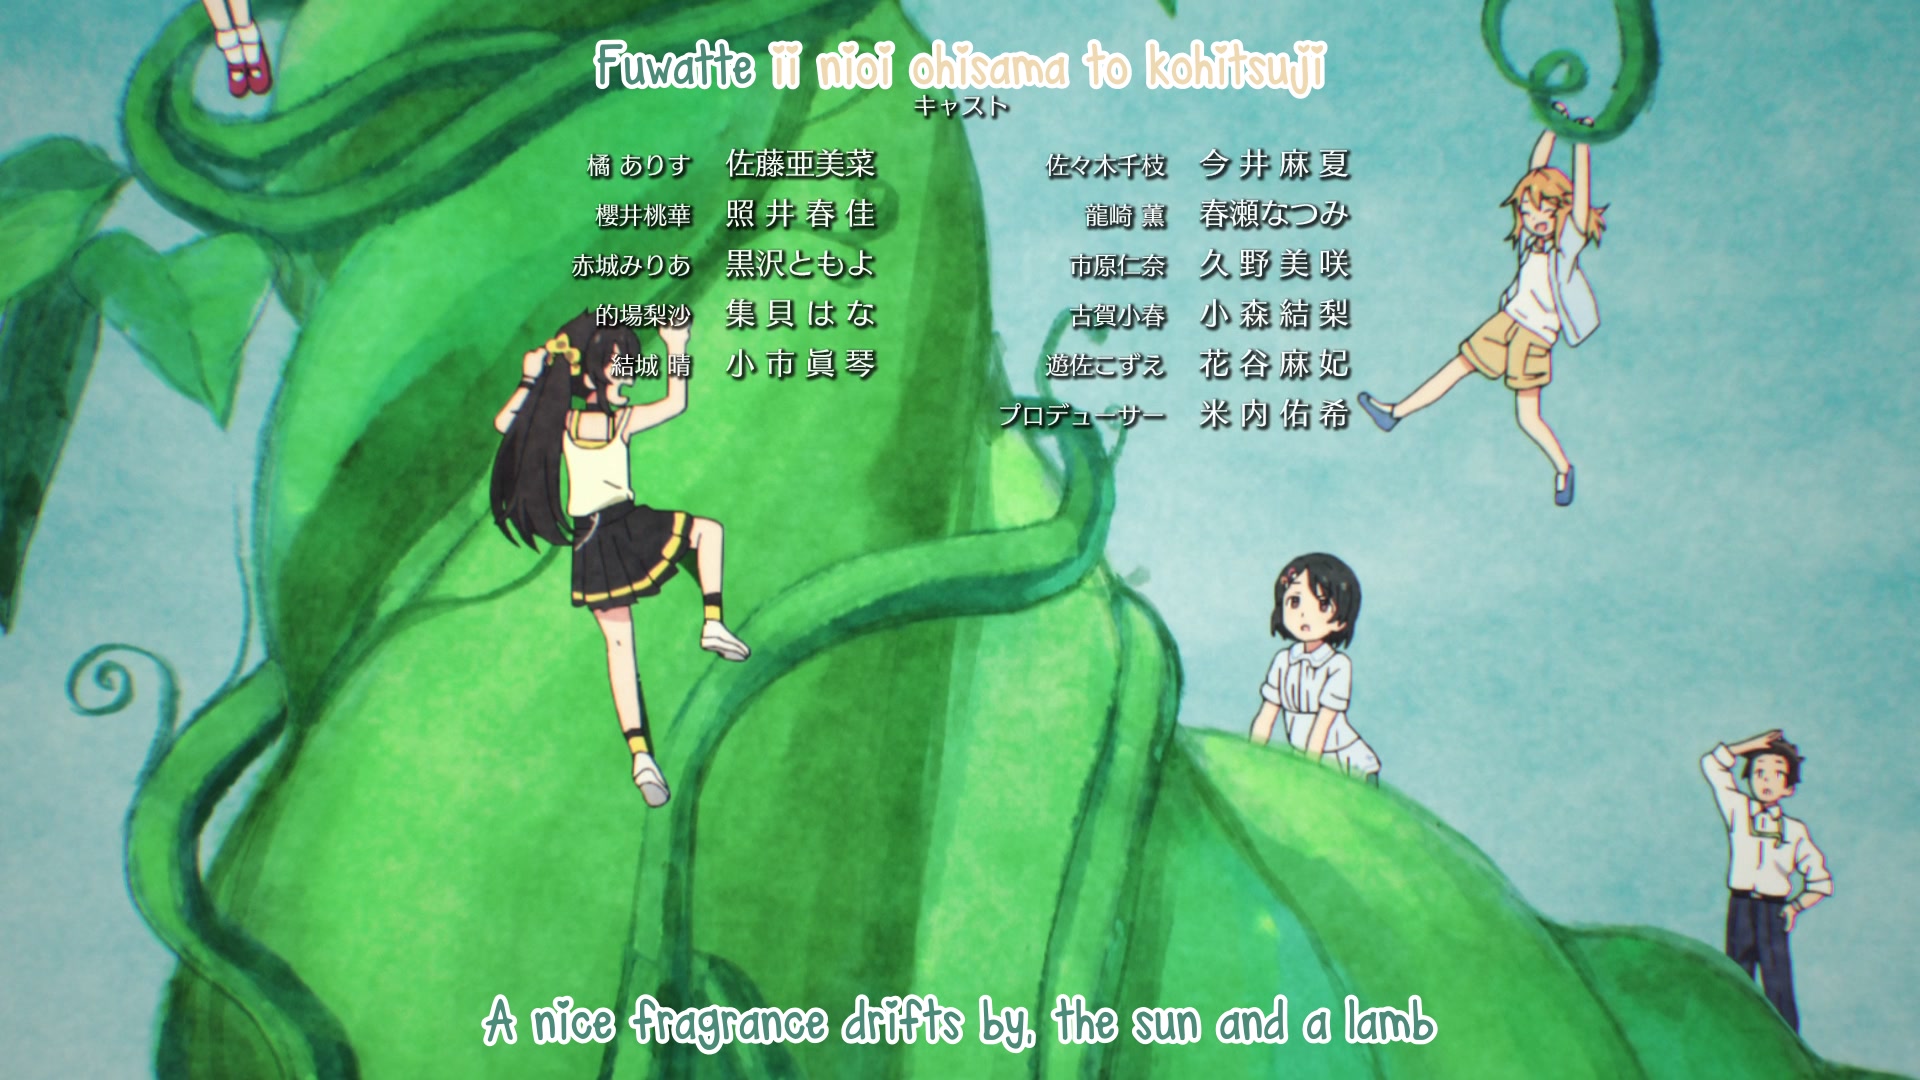 Fuwatte ii nioi ohisama to kohitsuji
キャスト
橘 ありす 佐藤亜美菜
櫻井桃華 照井春佳
赤城みりあ 黒沢ともよ
的場梨沙 集貝はな
結城 晴 小市眞琴
佐々木千枝 今井麻夏
龍崎 薫 春瀬なつみ
市原仁奈 久野美咲
古賀小春 小森結梨
遊佐こずえ 花谷麻妃
プロデューサー 米内佑希
A nice fragrance drifts by, the sun and a lamb